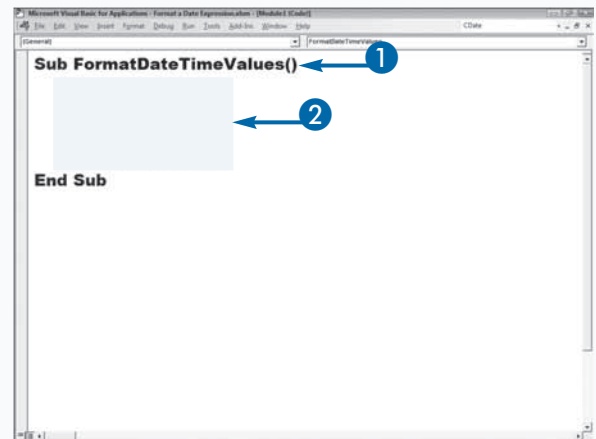 Microsoft Visual Basic for Applications - Format a Date Expression.xlsm - [Module1 (Code)]
File Edit View Insert Format Debug Run Tools Add-Ins Window Help CDate
(General) FormatDateTimeValues
Sub FormatDateTimeValues() 1
2
End Sub